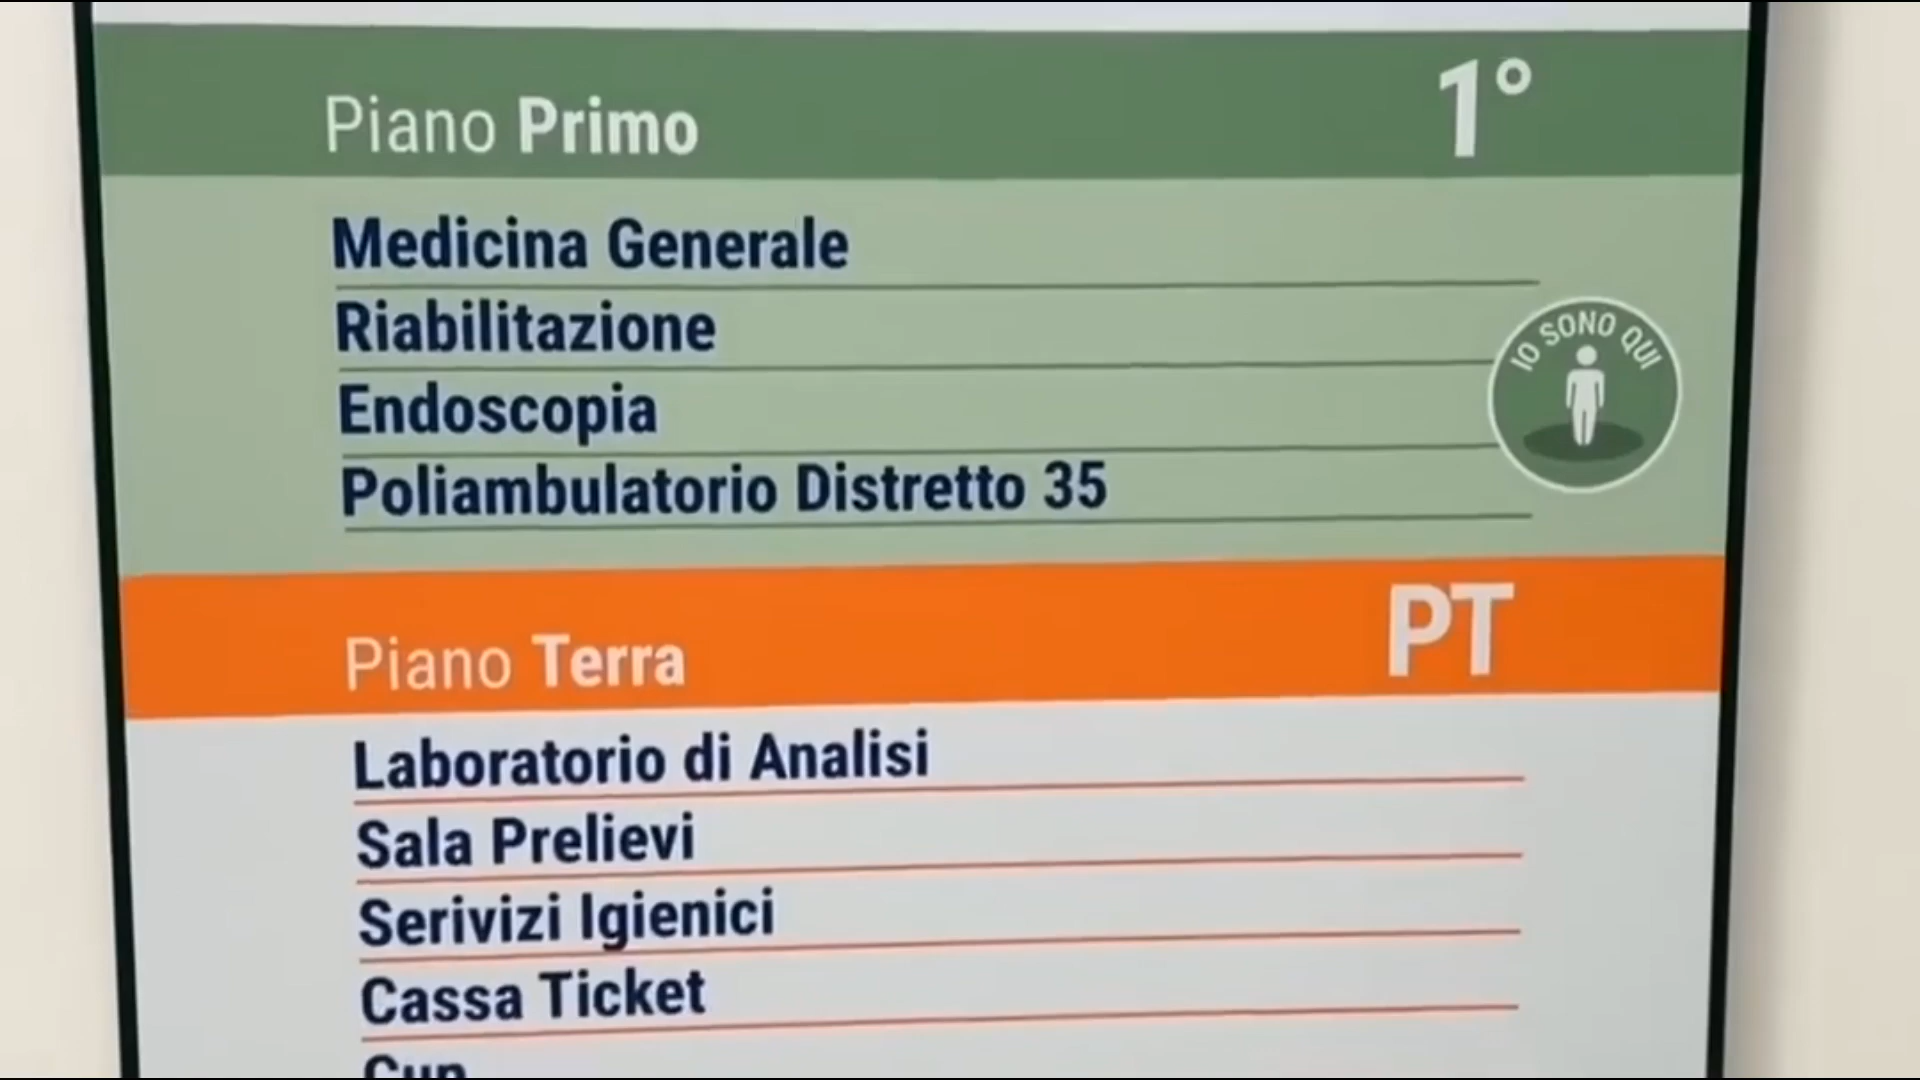 Piano Primo 1°
Medicina Generale
Riabilitazione
IO SONO QUI
Endoscopia
Poliambulatorio Distretto 35
Piano Terra PT
Laboratorio di Analisi
Sala Prelievi
Serivizi Igienici
Cassa Ticket
Cup